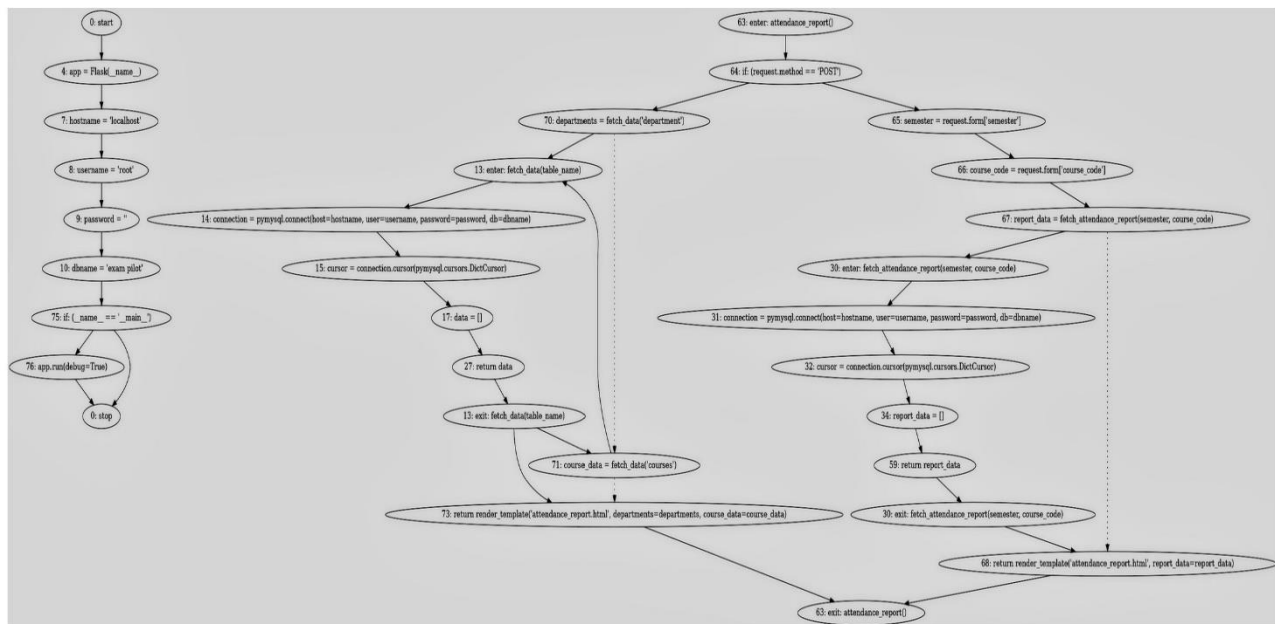 0: start
4: app = Flask(__name__)
7: hostname = 'localhost'
8: username = 'root'
9: password = ''
10: dbname = 'exam pilot'
75: if: (__name__ == '__main__')
76: app.run(debug=True)
0: stop
63: enter: attendance_report()
64: if: (request.method == 'POST')
70: departments = fetch_data('department')
13: enter: fetch_data(table_name)
14: connection = pymysql.connect(host=hostname, user=username, password=password, db=dbname)
15: cursor = connection.cursor(pymysql.cursors.DictCursor)
17: data = []
27: return data
13: exit: fetch_data(table_name)
71: course_data = fetch_data('courses')
73: return render_template('attendance_report.html', departments=departments, course_data=course_data)
65: semester = request.form['semester']
66: course_code = request.form['course_code']
67: report_data = fetch_attendance_report(semester, course_code)
30: enter: fetch_attendance_report(semester, course_code)
31: connection = pymysql.connect(host=hostname, user=username, password=password, db=dbname)
32: cursor = connection.cursor(pymysql.cursors.DictCursor)
34: report_data = []
59: return report_data
30: exit: fetch_attendance_report(semester, course_code)
68: return render_template('attendance_report.html', report_data=report_data)
63: exit: attendance_report()